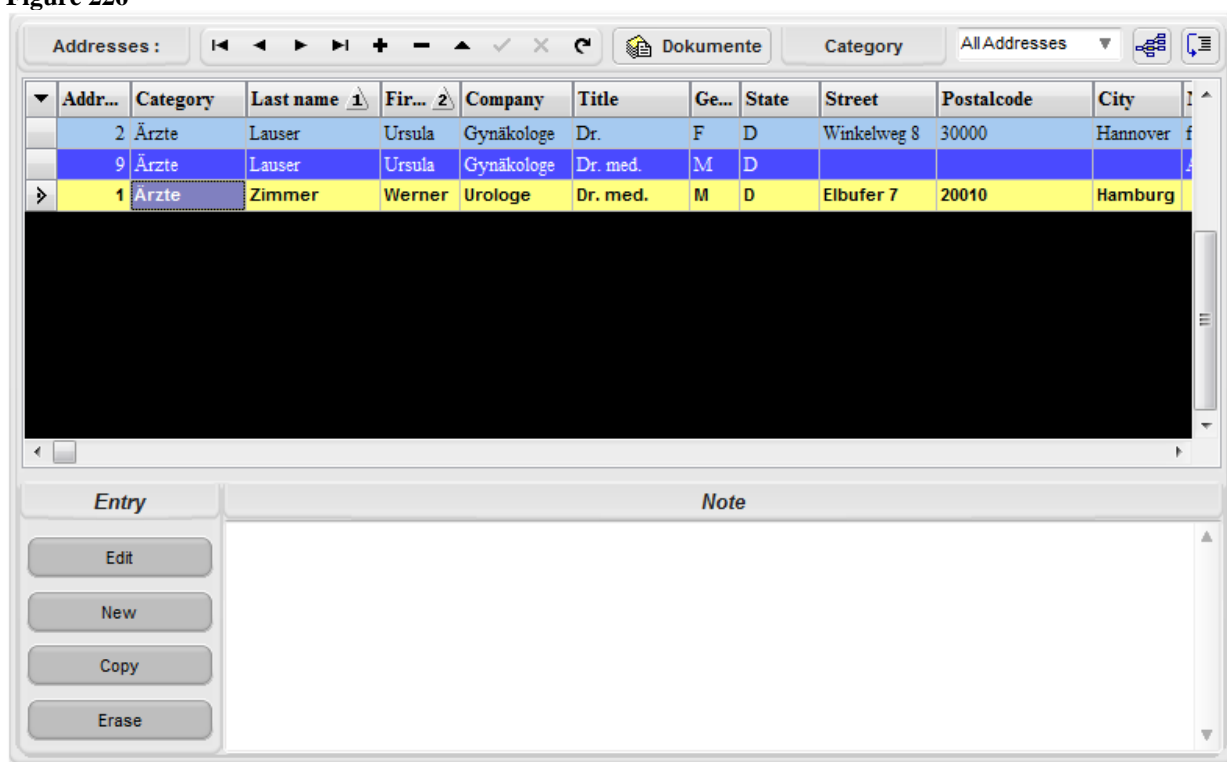 Figure 226
Addresses : Dokumente Category All Addresses
Addr... Category Last name 1 Fir... 2 Company Title Ge... State Street Postalcode City
2 Ärzte Lauser Ursula Gynäkologe Dr. F D Winkelweg 8 30000 Hannover f
9 Ärzte Lauser Ursula Gynäkologe Dr. med. M D
1 Ärzte Zimmer Werner Urologe Dr. med. M D Elbufer 7 20010 Hamburg
Entry Note
Edit
New
Copy
Erase